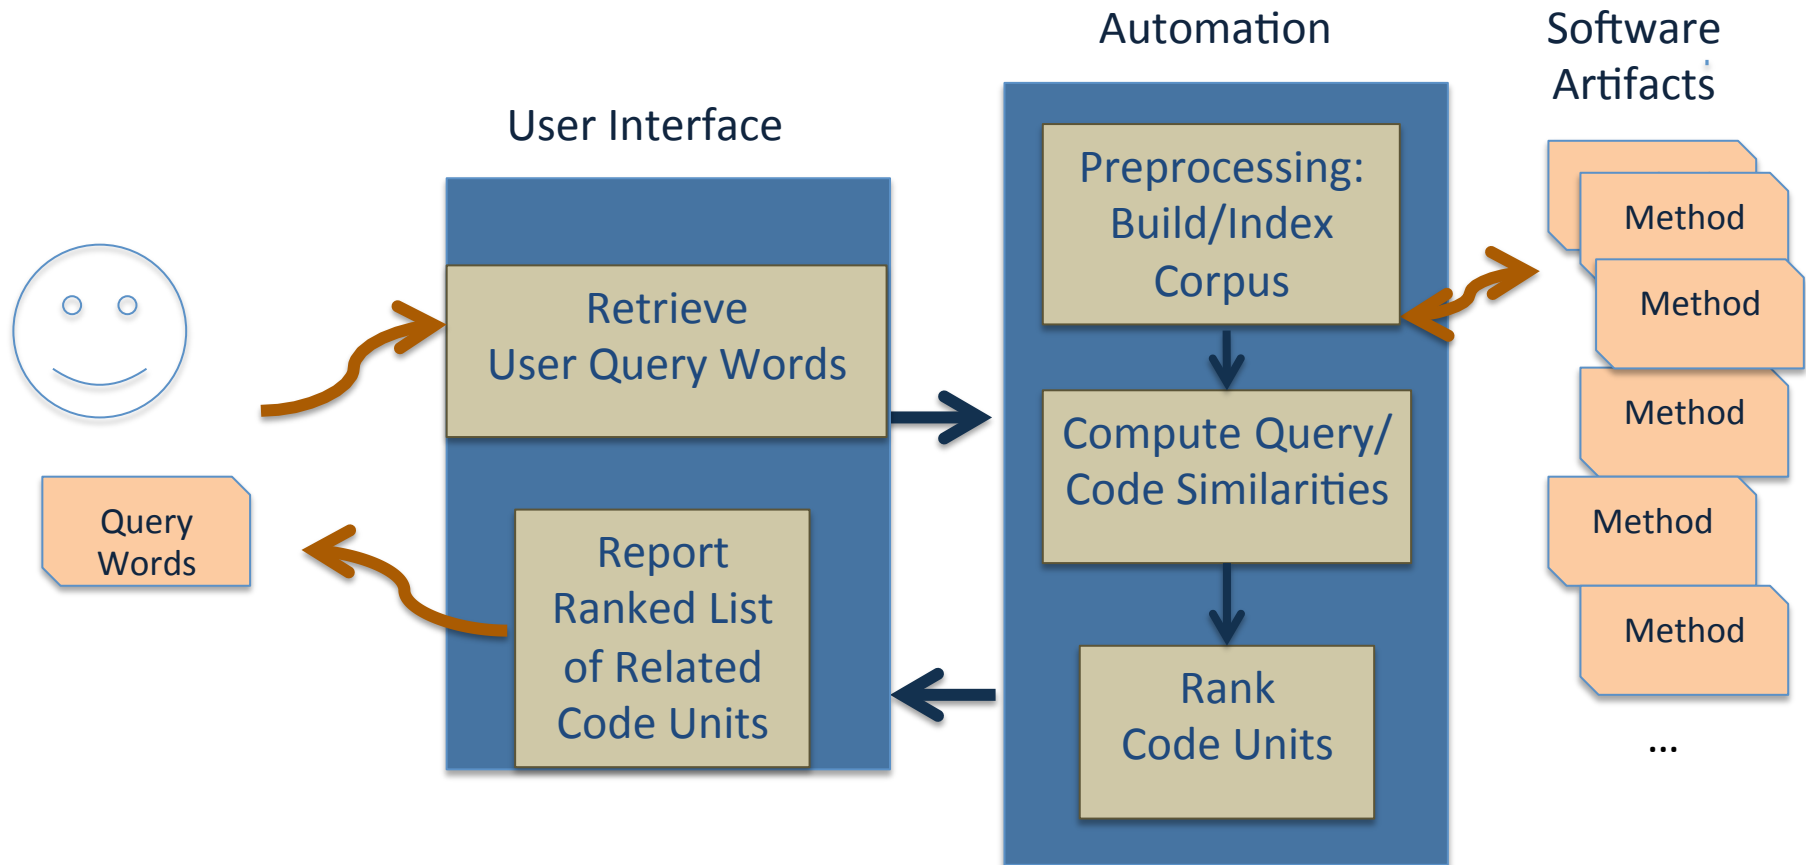 Automation
Software
Artifacts
User Interface
Preprocessing:
Build/Index
Corpus
Method
Method
Retrieve
User Query Words
Compute Query/
Code Similarities
Method
Query
Words
Report
Ranked List
of Related
Code Units
Method
Method
Rank
Code Units
...